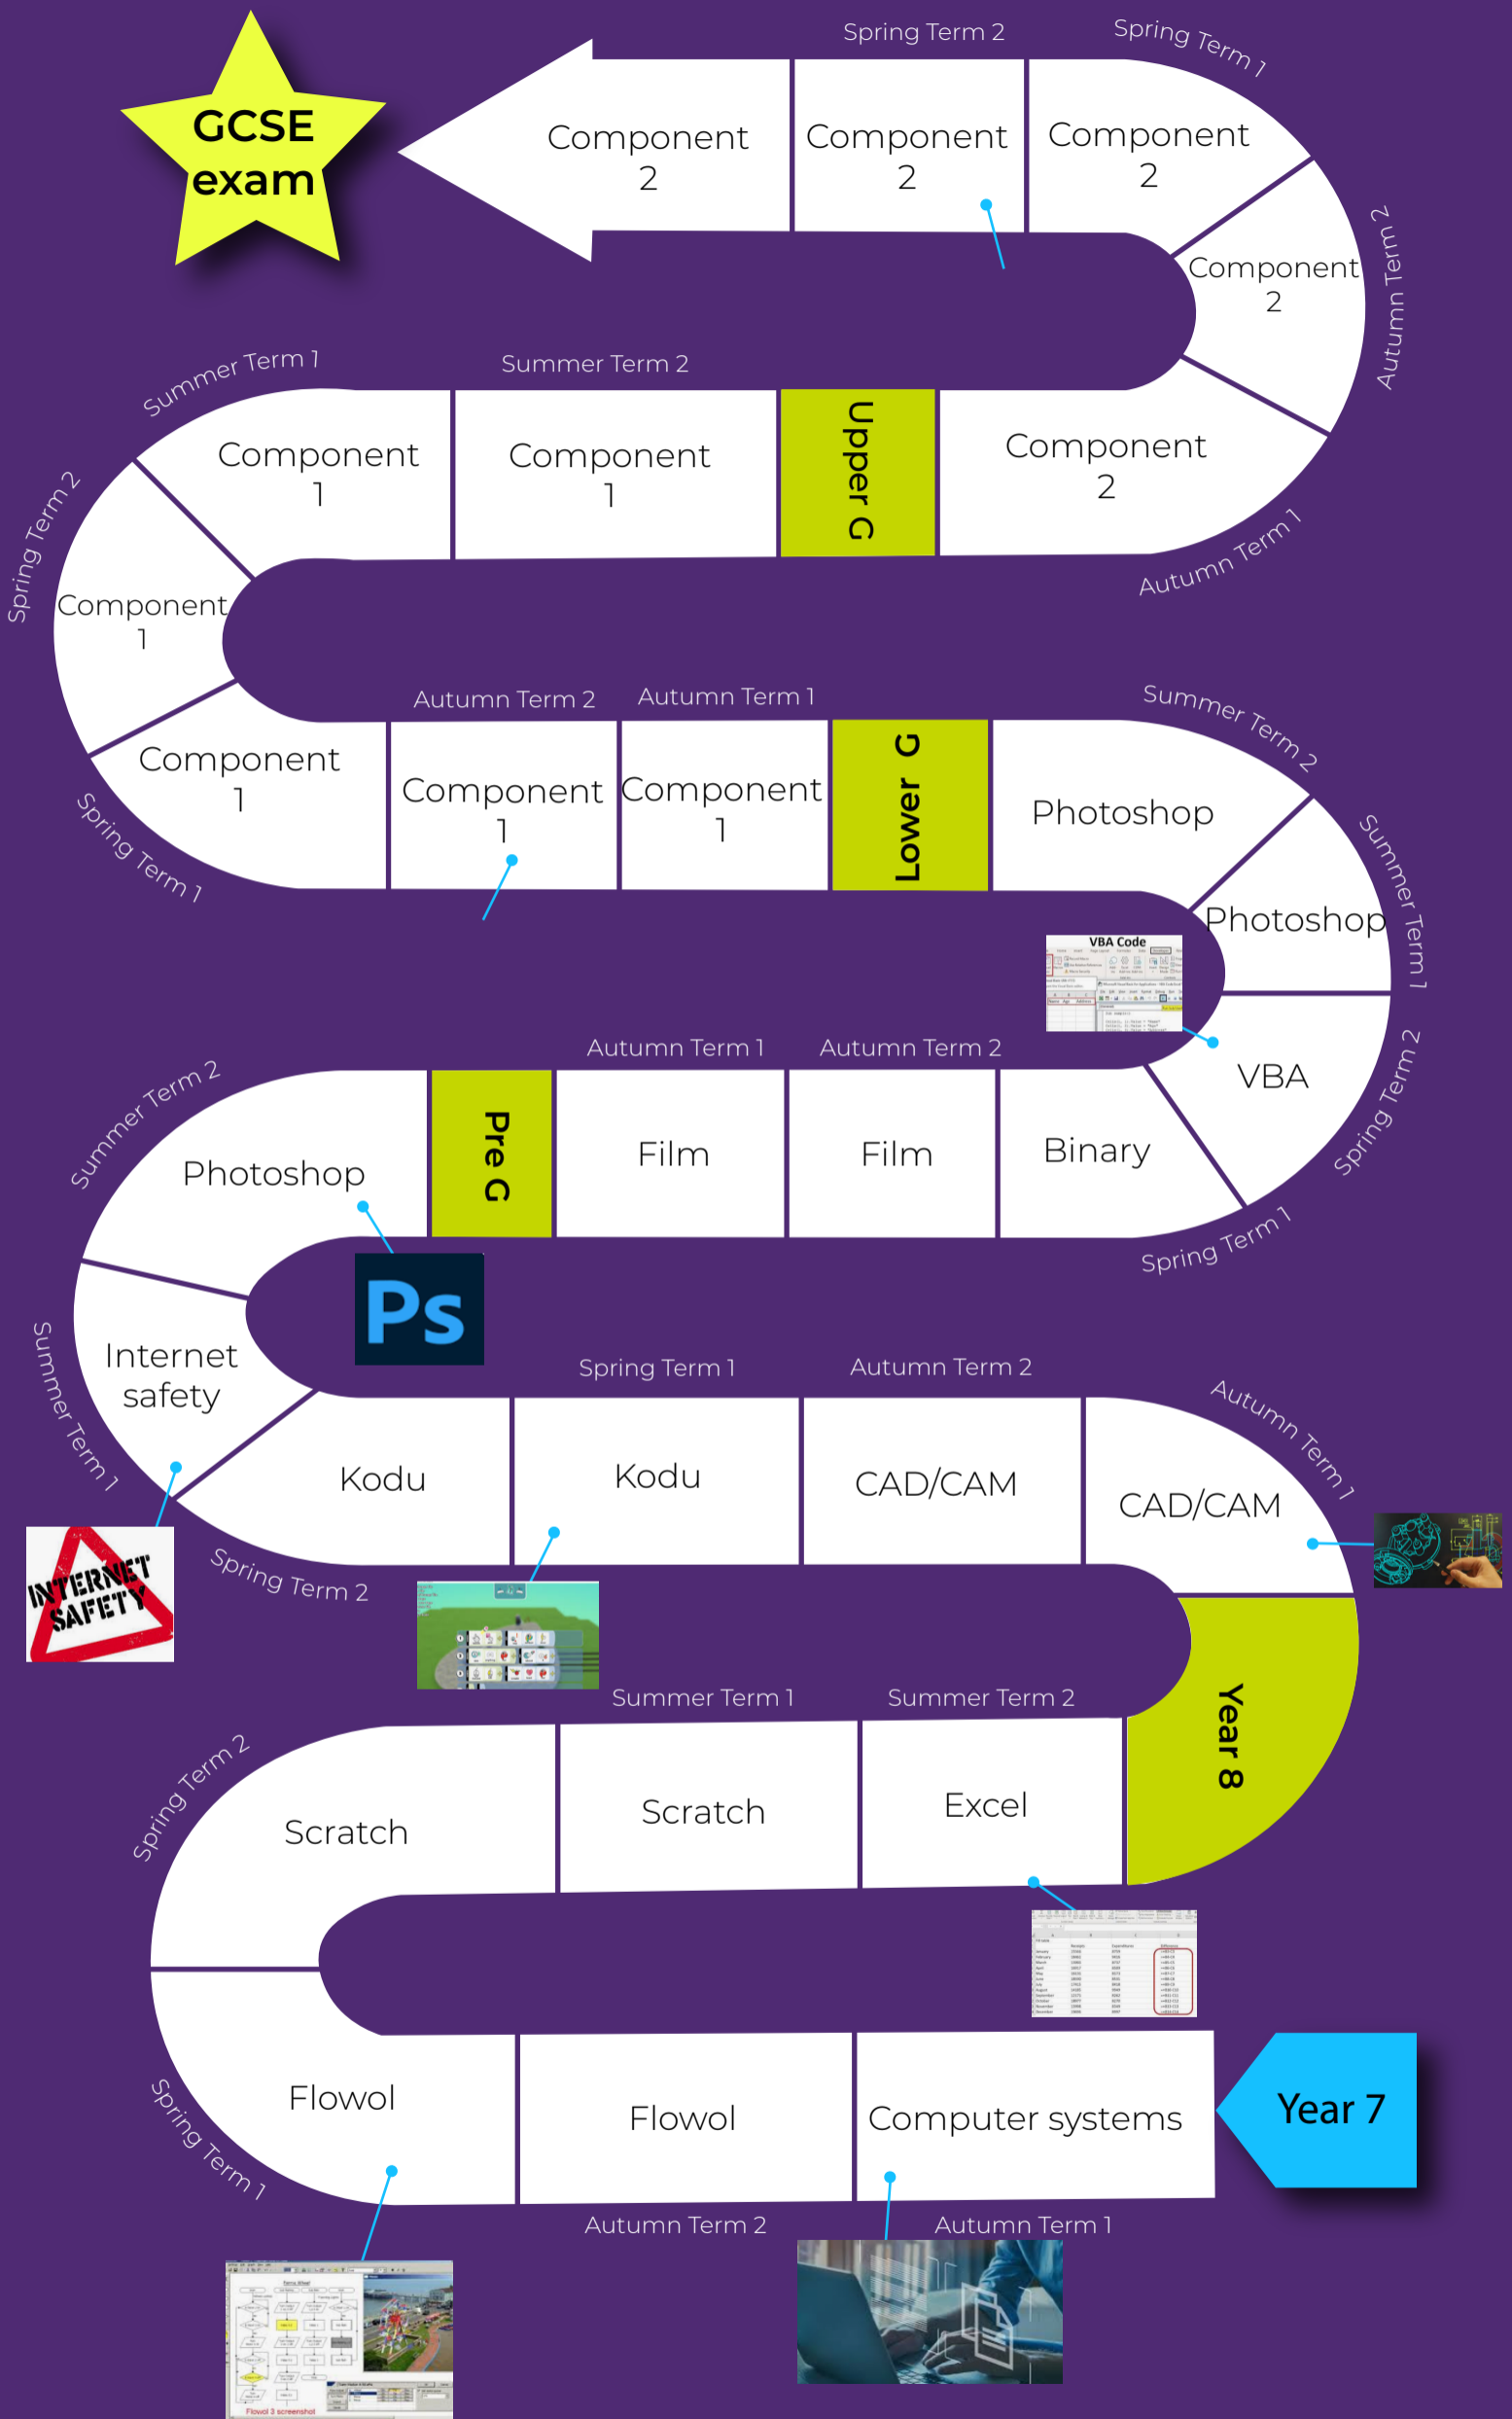 GCSE
exam
Spring Term 2
Spring Term 1
Component
2
Component
2
Component
2
Autumn Term 2
Component
2
Summer Term 1
Summer Term 2
Component
1
Component
1
Upper G
Component
2
Autumn Term 1
Spring Term 2
Component
1
Autumn Term 2
Autumn Term 1
Summer Term 2
Component
1
Component
1
Component
1
Lower G
Photoshop
Spring Term 1
Summer Term 1
Photoshop
VBA Code
VBA
Spring Term 2
Summer Term 2
Autumn Term 1
Autumn Term 2
Photoshop
Pre G
Film
Film
Binary
Spring Term 1
Ps
Summer Term 1
Internet
safety
Spring Term 1
Autumn Term 2
Autumn Term 1
Kodu
Kodu
CAD/CAM
CAD/CAM
INTERNET
SAFETY
Spring Term 2
Summer Term 1
Summer Term 2
Year 8
Spring Term 2
Scratch
Scratch
Excel
Spring Term 1
Flowol
Flowol
Computer systems
Year 7
Autumn Term 2
Autumn Term 1
Flowol 3 screenshot